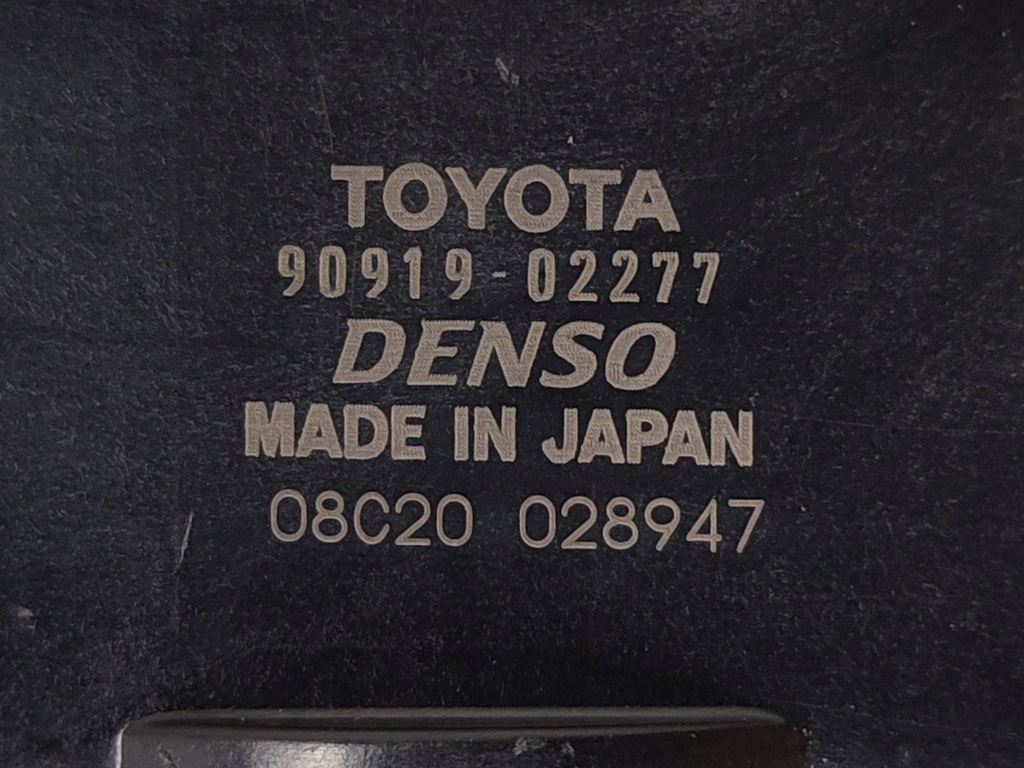 TOYOTA
90919-02277
DENSO
MADE IN JAPAN
08C20 028947